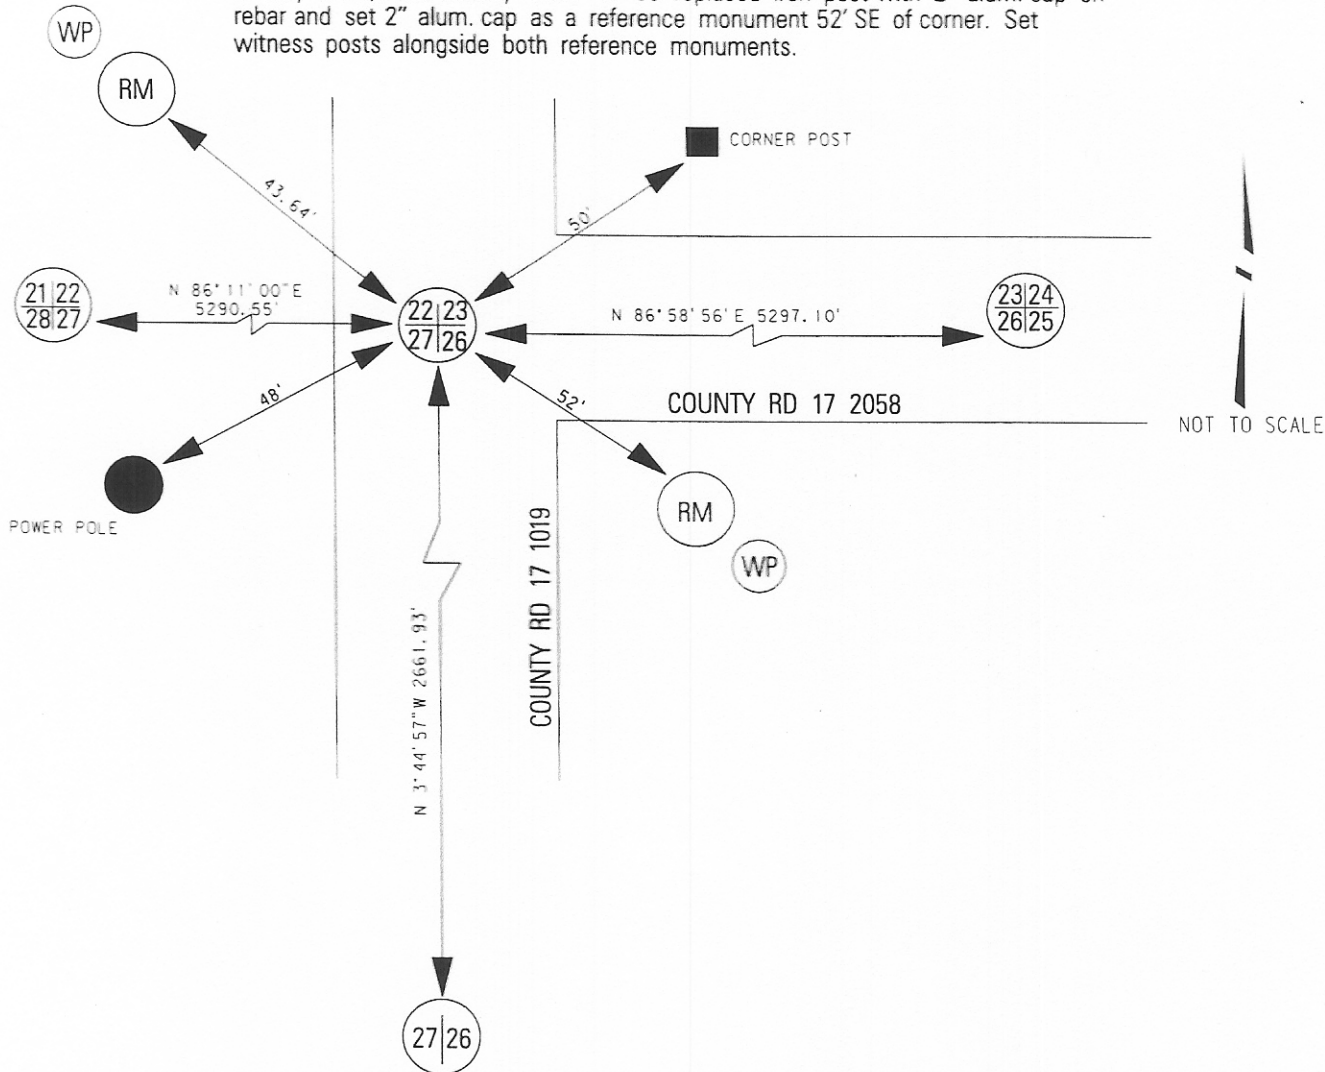 rebar and set 2" alum. cap as a reference monument 52' SE of corner. Set
witness posts alongside both reference monuments.
WP
RM
CORNER POST
43.64'
50'
21 22
28 27
N 86°11'00"E
5290.55'
22 23
27 26
N 86°58'56"E 5297.10'
23 24
26 25
48'
52'
COUNTY RD 17 2058
NOT TO SCALE
POWER POLE
RM
WP
COUNTY RD 17 1019
N 3°44'57"W 2661.93'
27 26